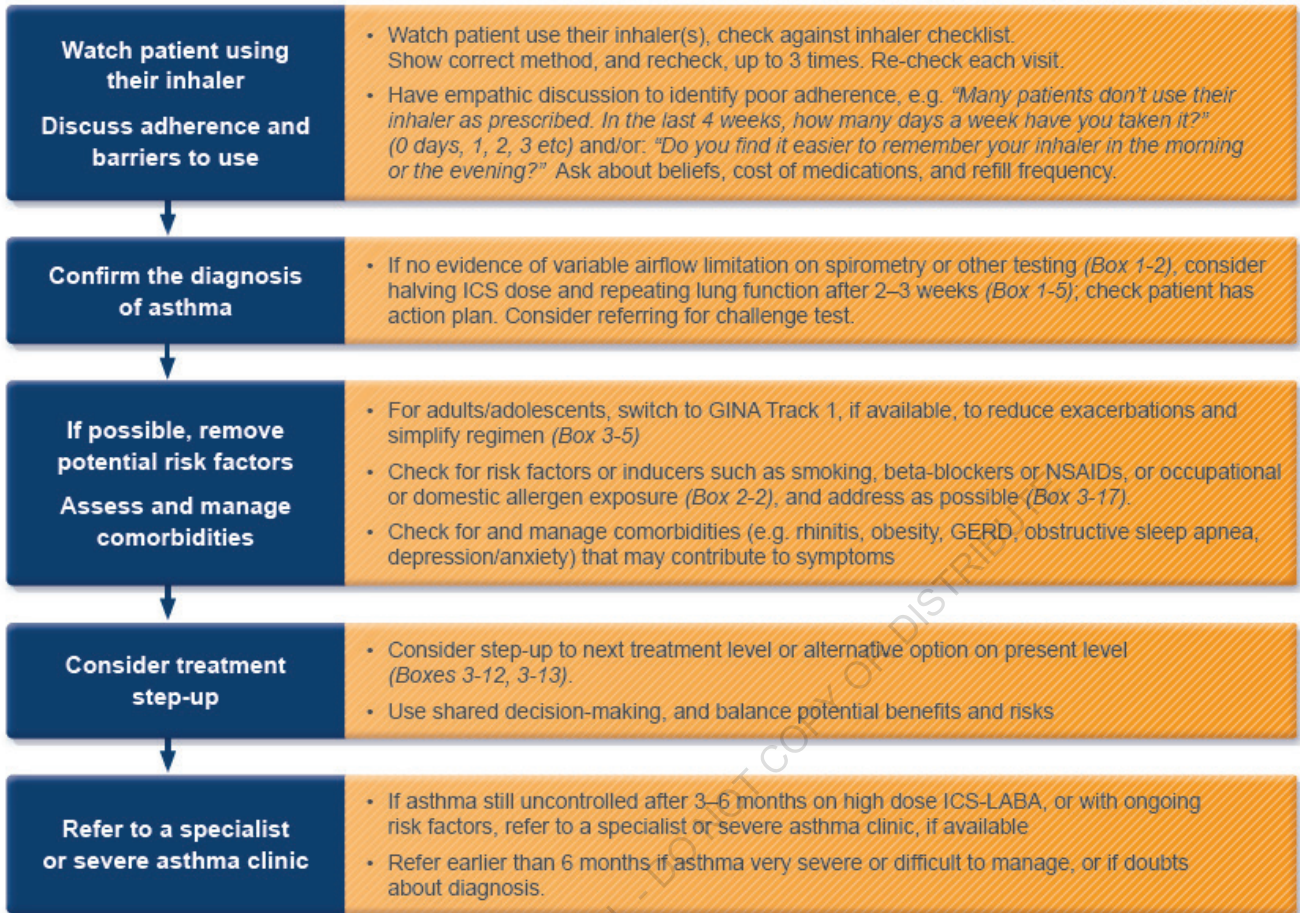 Watch patient using
their inhaler
Discuss adherence and
barriers to use
• Watch patient use their inhaler(s), check against inhaler checklist.
Show correct method, and recheck, up to 3 times. Re-check each visit.
• Have empathic discussion to identify poor adherence, e.g. “Many patients don’t use their
inhaler as prescribed. In the last 4 weeks, how many days a week have you taken it?”
(0 days, 1, 2, 3 etc) and/or: “Do you find it easier to remember your inhaler in the morning
or the evening?” Ask about beliefs, cost of medications, and refill frequency.
Confirm the diagnosis
of asthma
• If no evidence of variable airflow limitation on spirometry or other testing (Box 1-2), consider
halving ICS dose and repeating lung function after 2–3 weeks (Box 1-5); check patient has
action plan. Consider referring for challenge test.
If possible, remove
potential risk factors
Assess and manage
comorbidities
• For adults/adolescents, switch to GINA Track 1, if available, to reduce exacerbations and
simplify regimen (Box 3-5)
• Check for risk factors or inducers such as smoking, beta-blockers or NSAIDs, or occupational
or domestic allergen exposure (Box 2-2), and address as possible (Box 3-17).
• Check for and manage comorbidities (e.g. rhinitis, obesity, GERD, obstructive sleep apnea,
depression/anxiety) that may contribute to symptoms
Consider treatment
step-up
• Consider step-up to next treatment level or alternative option on present level
(Boxes 3-12, 3-13).
• Use shared decision-making, and balance potential benefits and risks
Refer to a specialist
or severe asthma clinic
• If asthma still uncontrolled after 3–6 months on high dose ICS-LABA, or with ongoing
risk factors, refer to a specialist or severe asthma clinic, if available
• Refer earlier than 6 months if asthma very severe or difficult to manage, or if doubts
about diagnosis.
- DO NOT COPY OR